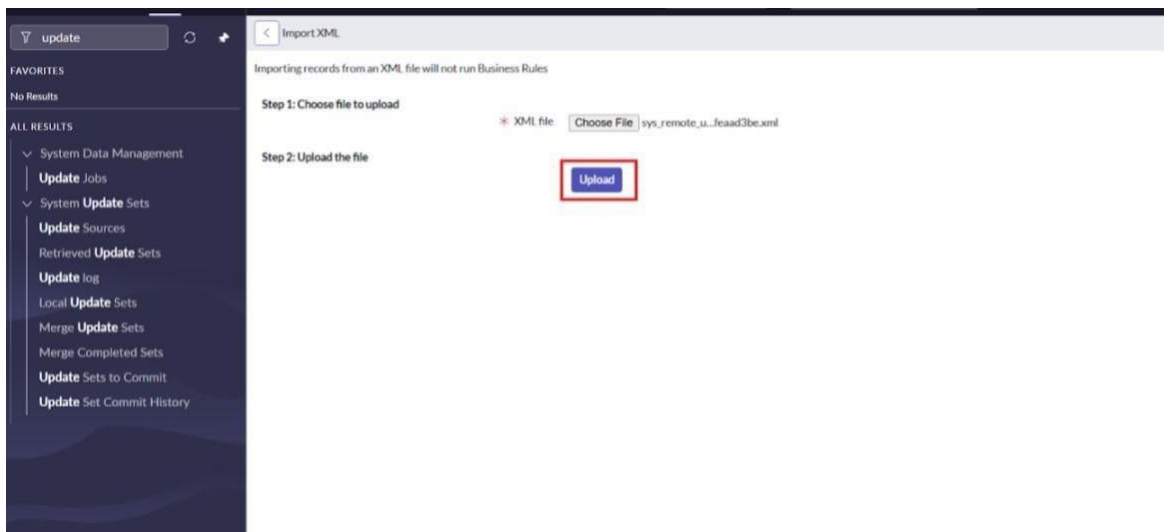 update
FAVORITES
No Results
ALL RESULTS
System Data Management
Update Jobs
System Update Sets
Update Sources
Retrieved Update Sets
Update log
Local Update Sets
Merge Update Sets
Merge Completed Sets
Update Sets to Commit
Update Set Commit History
Import XML
Importing records from an XML file will not run Business Rules
Step 1: Choose file to upload
* XML file Choose File sys_remote_u...feaad3be.xml
Step 2: Upload the file
Upload